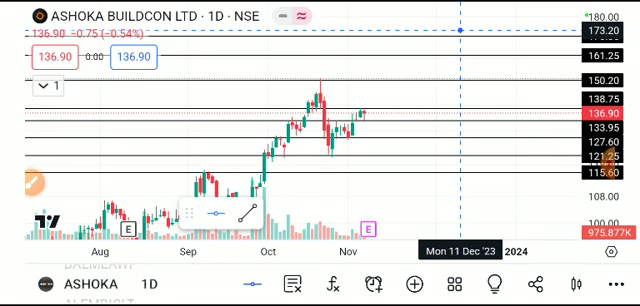 ASHOKA BUILDCON LTD · 1D · NSE
136.90 −0.75 (−0.54%)
136.90 0.00 136.90
1
180.00
173.20
161.25
150.20
138.75
136.90
133.95
127.60
121.25
115.60
108.00
100.00
975.877K
E E
Aug Sep Oct Nov Mon 11 Dec '23 2024
ASHOKA 1D